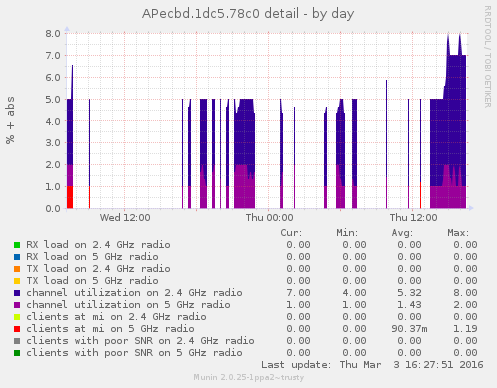 APecbd.1dc5.78c0 detail - by day
RRDTOOL / TOBI OETIKER
% + abs
8.0
7.0
6.0
5.0
4.0
3.0
2.0
1.0
0.0
Wed 12:00 Thu 00:00 Thu 12:00
Cur: Min: Avg: Max:
RX load on 2.4 GHz radio 0.00 0.00 0.00 0.00
RX load on 5 GHz radio 0.00 0.00 0.00 0.00
TX load on 2.4 GHz radio 0.00 0.00 0.00 0.00
TX load on 5 GHz radio 0.00 0.00 0.00 0.00
channel utilization on 2.4 GHz radio 7.00 4.00 5.32 8.00
channel utilization on 5 GHz radio 1.00 1.00 1.43 2.00
clients at mi on 2.4 GHz radio 0.00 0.00 0.00 0.00
clients at mi on 5 GHz radio 0.00 0.00 90.37m 1.19
clients with poor SNR on 2.4 GHz radio 0.00 0.00 0.00 0.00
clients with poor SNR on 5 GHz radio 0.00 0.00 0.00 0.00
Last update: Thu Mar 3 16:27:51 2016
Munin 2.0.25-1ppa2~trusty